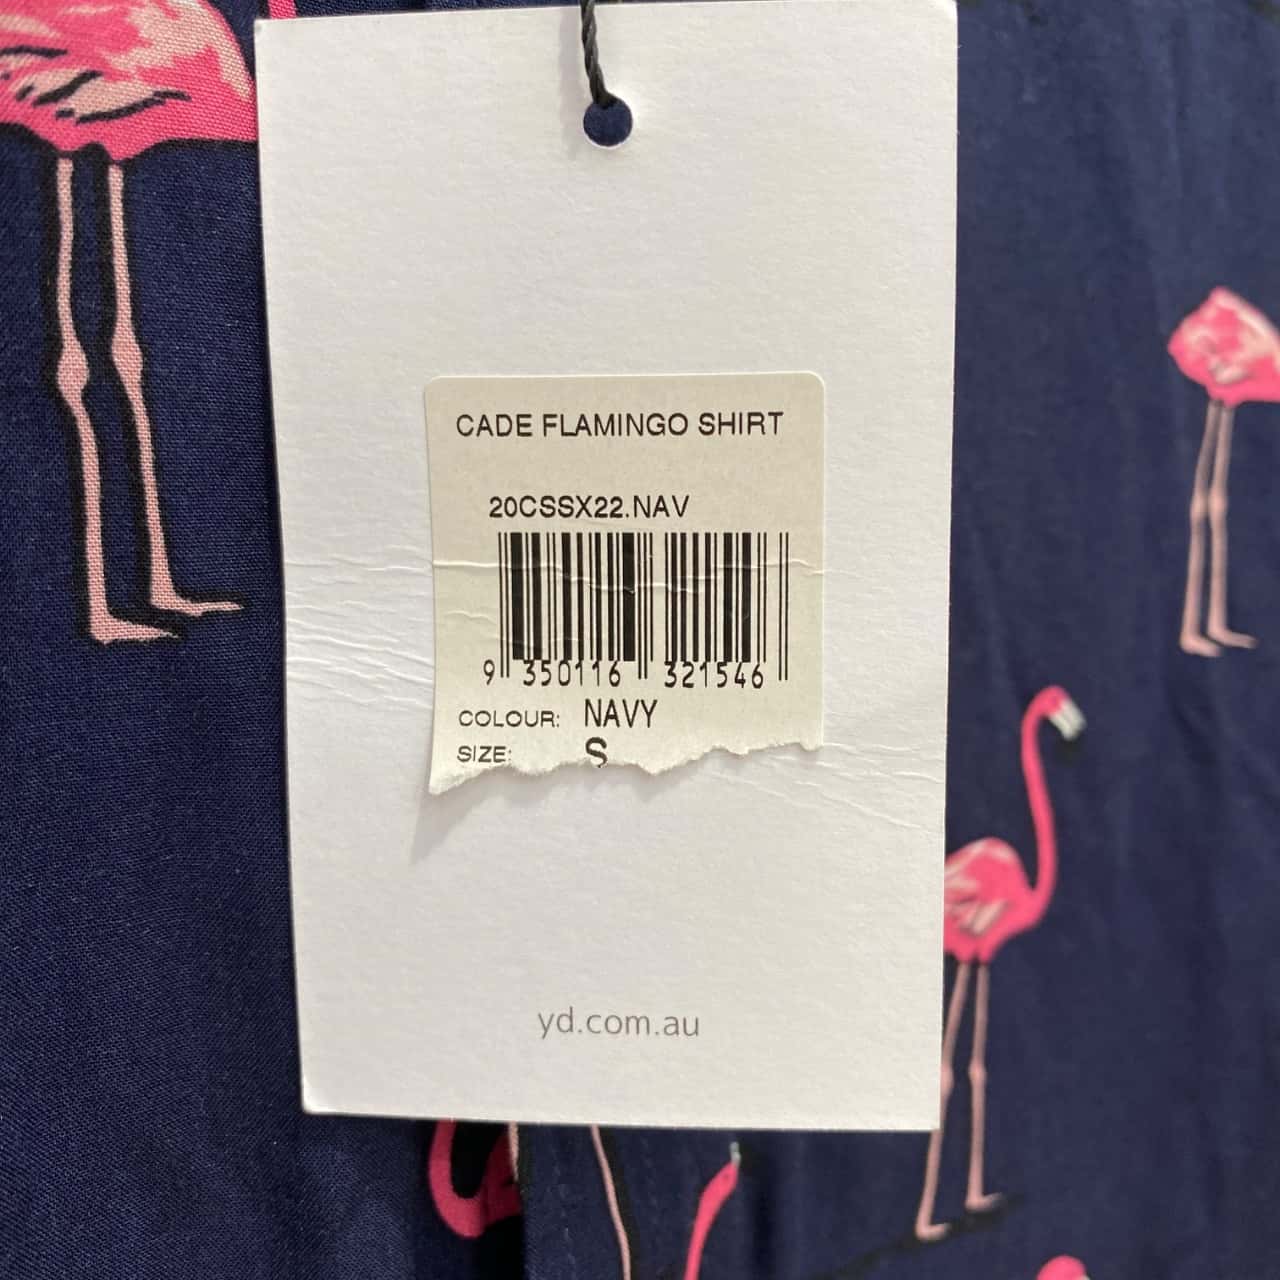 CADE FLAMINGO SHIRT
20CSSX22.NAV
9 350116 321546
COLOUR: NAVY
SIZE: S
yd.com.au